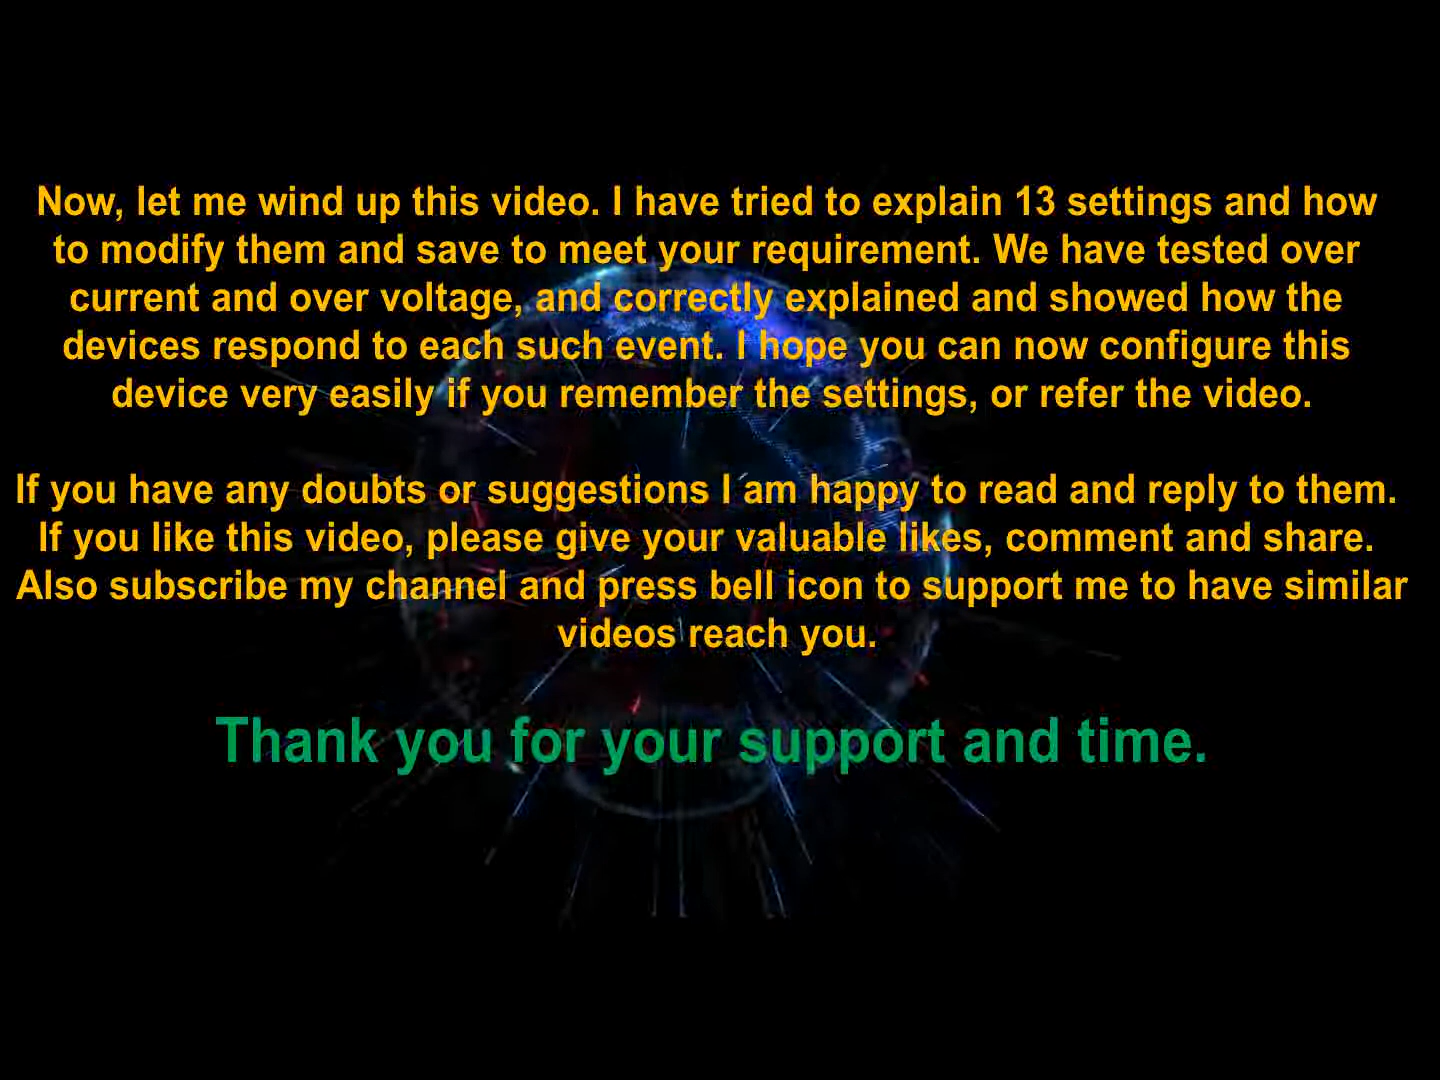 Now, let me wind up this video. I have tried to explain 13 settings and how
to modify them and save to meet your requirement. We have tested over
current and over voltage, and correctly explained and showed how the
devices respond to each such event. I hope you can now configure this
device very easily if you remember the settings, or refer the video.
If you have any doubts or suggestions I am happy to read and reply to them.
If you like this video, please give your valuable likes, comment and share.
Also subscribe my channel and press bell icon to support me to have similar
videos reach you.
Thank you for your support and time.